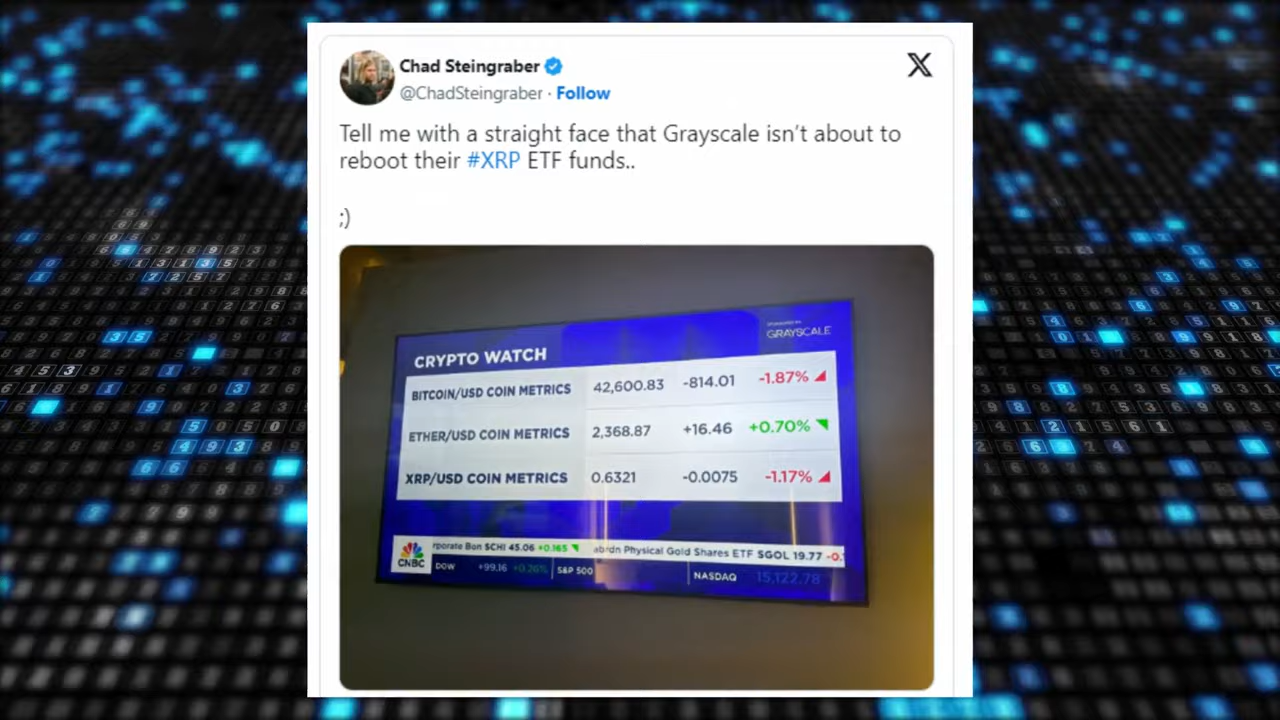 Chad Steingraber
@ChadSteingraber · Follow
Tell me with a straight face that Grayscale isn't about to
reboot their #XRP ETF funds..
;)
GRAYSCALE
CRYPTO WATCH
BITCOIN/USD COIN METRICS 42,600.83 -814.01 -1.87%
ETHER/USD COIN METRICS 2,368.87 +16.46 +0.70%
XRP/USD COIN METRICS 0.6321 -0.0075 -1.17%
CNBC
rporate Bon SCHI 45.06 +0.165 abrdn Physical Gold Shares ETF SGOL 19.77 -0.
DOW +99.16 +0.26% S&P 500 NASDAQ 15,122.78